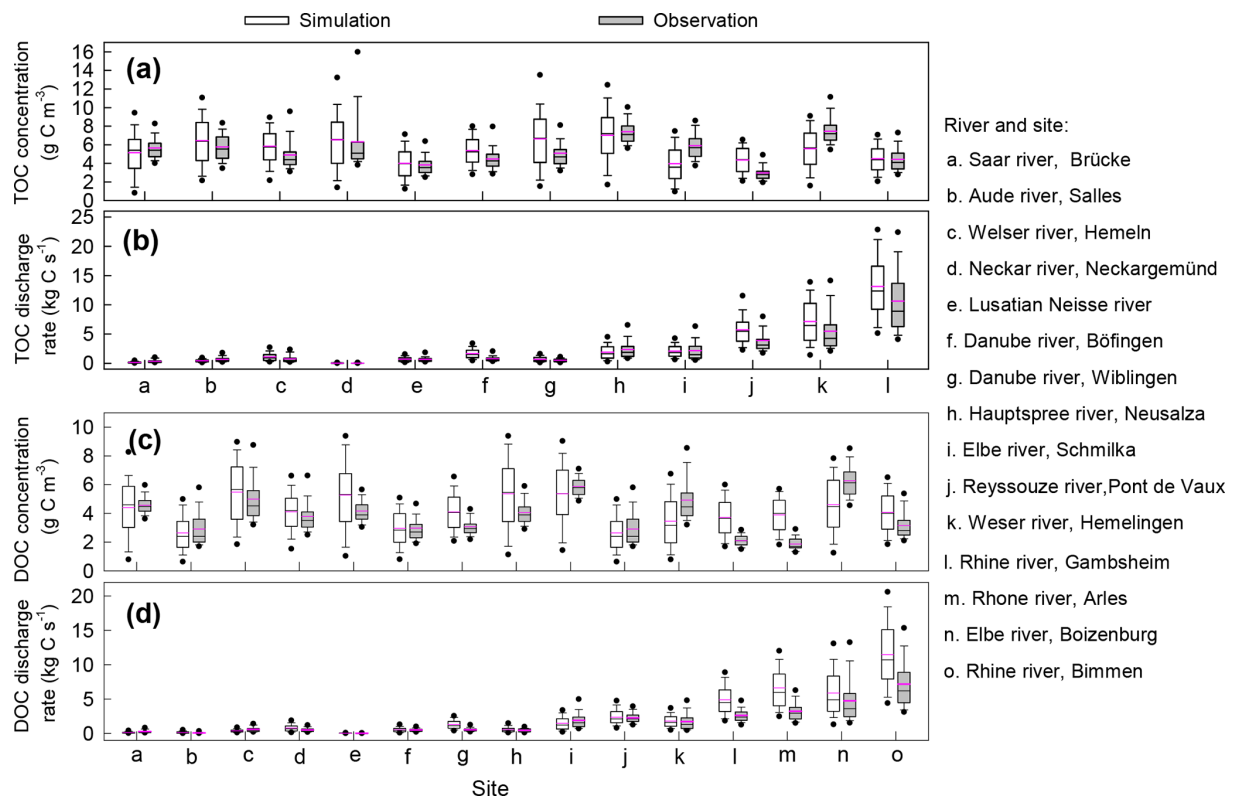 Simulation Observation
(a)
TOC concentration
(g C m⁻³)
16
14
12
10
8
6
4
2
0
(b)
TOC discharge
rate (kg C s⁻¹)
25
20
15
10
5
0
a b c d e f g h i j k l
(c)
DOC concentration
(g C m⁻³)
10
8
6
4
2
0
(d)
DOC discharge
rate (kg C s⁻¹)
20
15
10
5
0
a b c d e f g h i j k l m n o
Site
River and site:
a. Saar river, Brücke
b. Aude river, Salles
c. Welser river, Hemeln
d. Neckar river, Neckargemünd
e. Lusatian Neisse river
f. Danube river, Böfingen
g. Danube river, Wiblingen
h. Hauptspree river, Neusalza
i. Elbe river, Schmilka
j. Reyssouze river,Pont de Vaux
k. Weser river, Hemelingen
l. Rhine river, Gambsheim
m. Rhone river, Arles
n. Elbe river, Boizenburg
o. Rhine river, Bimmen